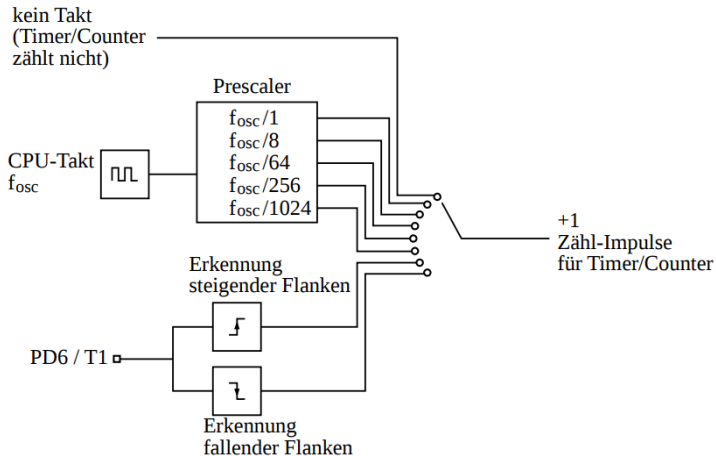 kein Takt
(Timer/Counter
zählt nicht)
Prescaler
fosc/1
fosc/8
fosc/64
fosc/256
fosc/1024
CPU-Takt
fosc
+1
Zähl-Impulse
für Timer/Counter
Erkennung
steigender Flanken
PD6 / T1
Erkennung
fallender Flanken